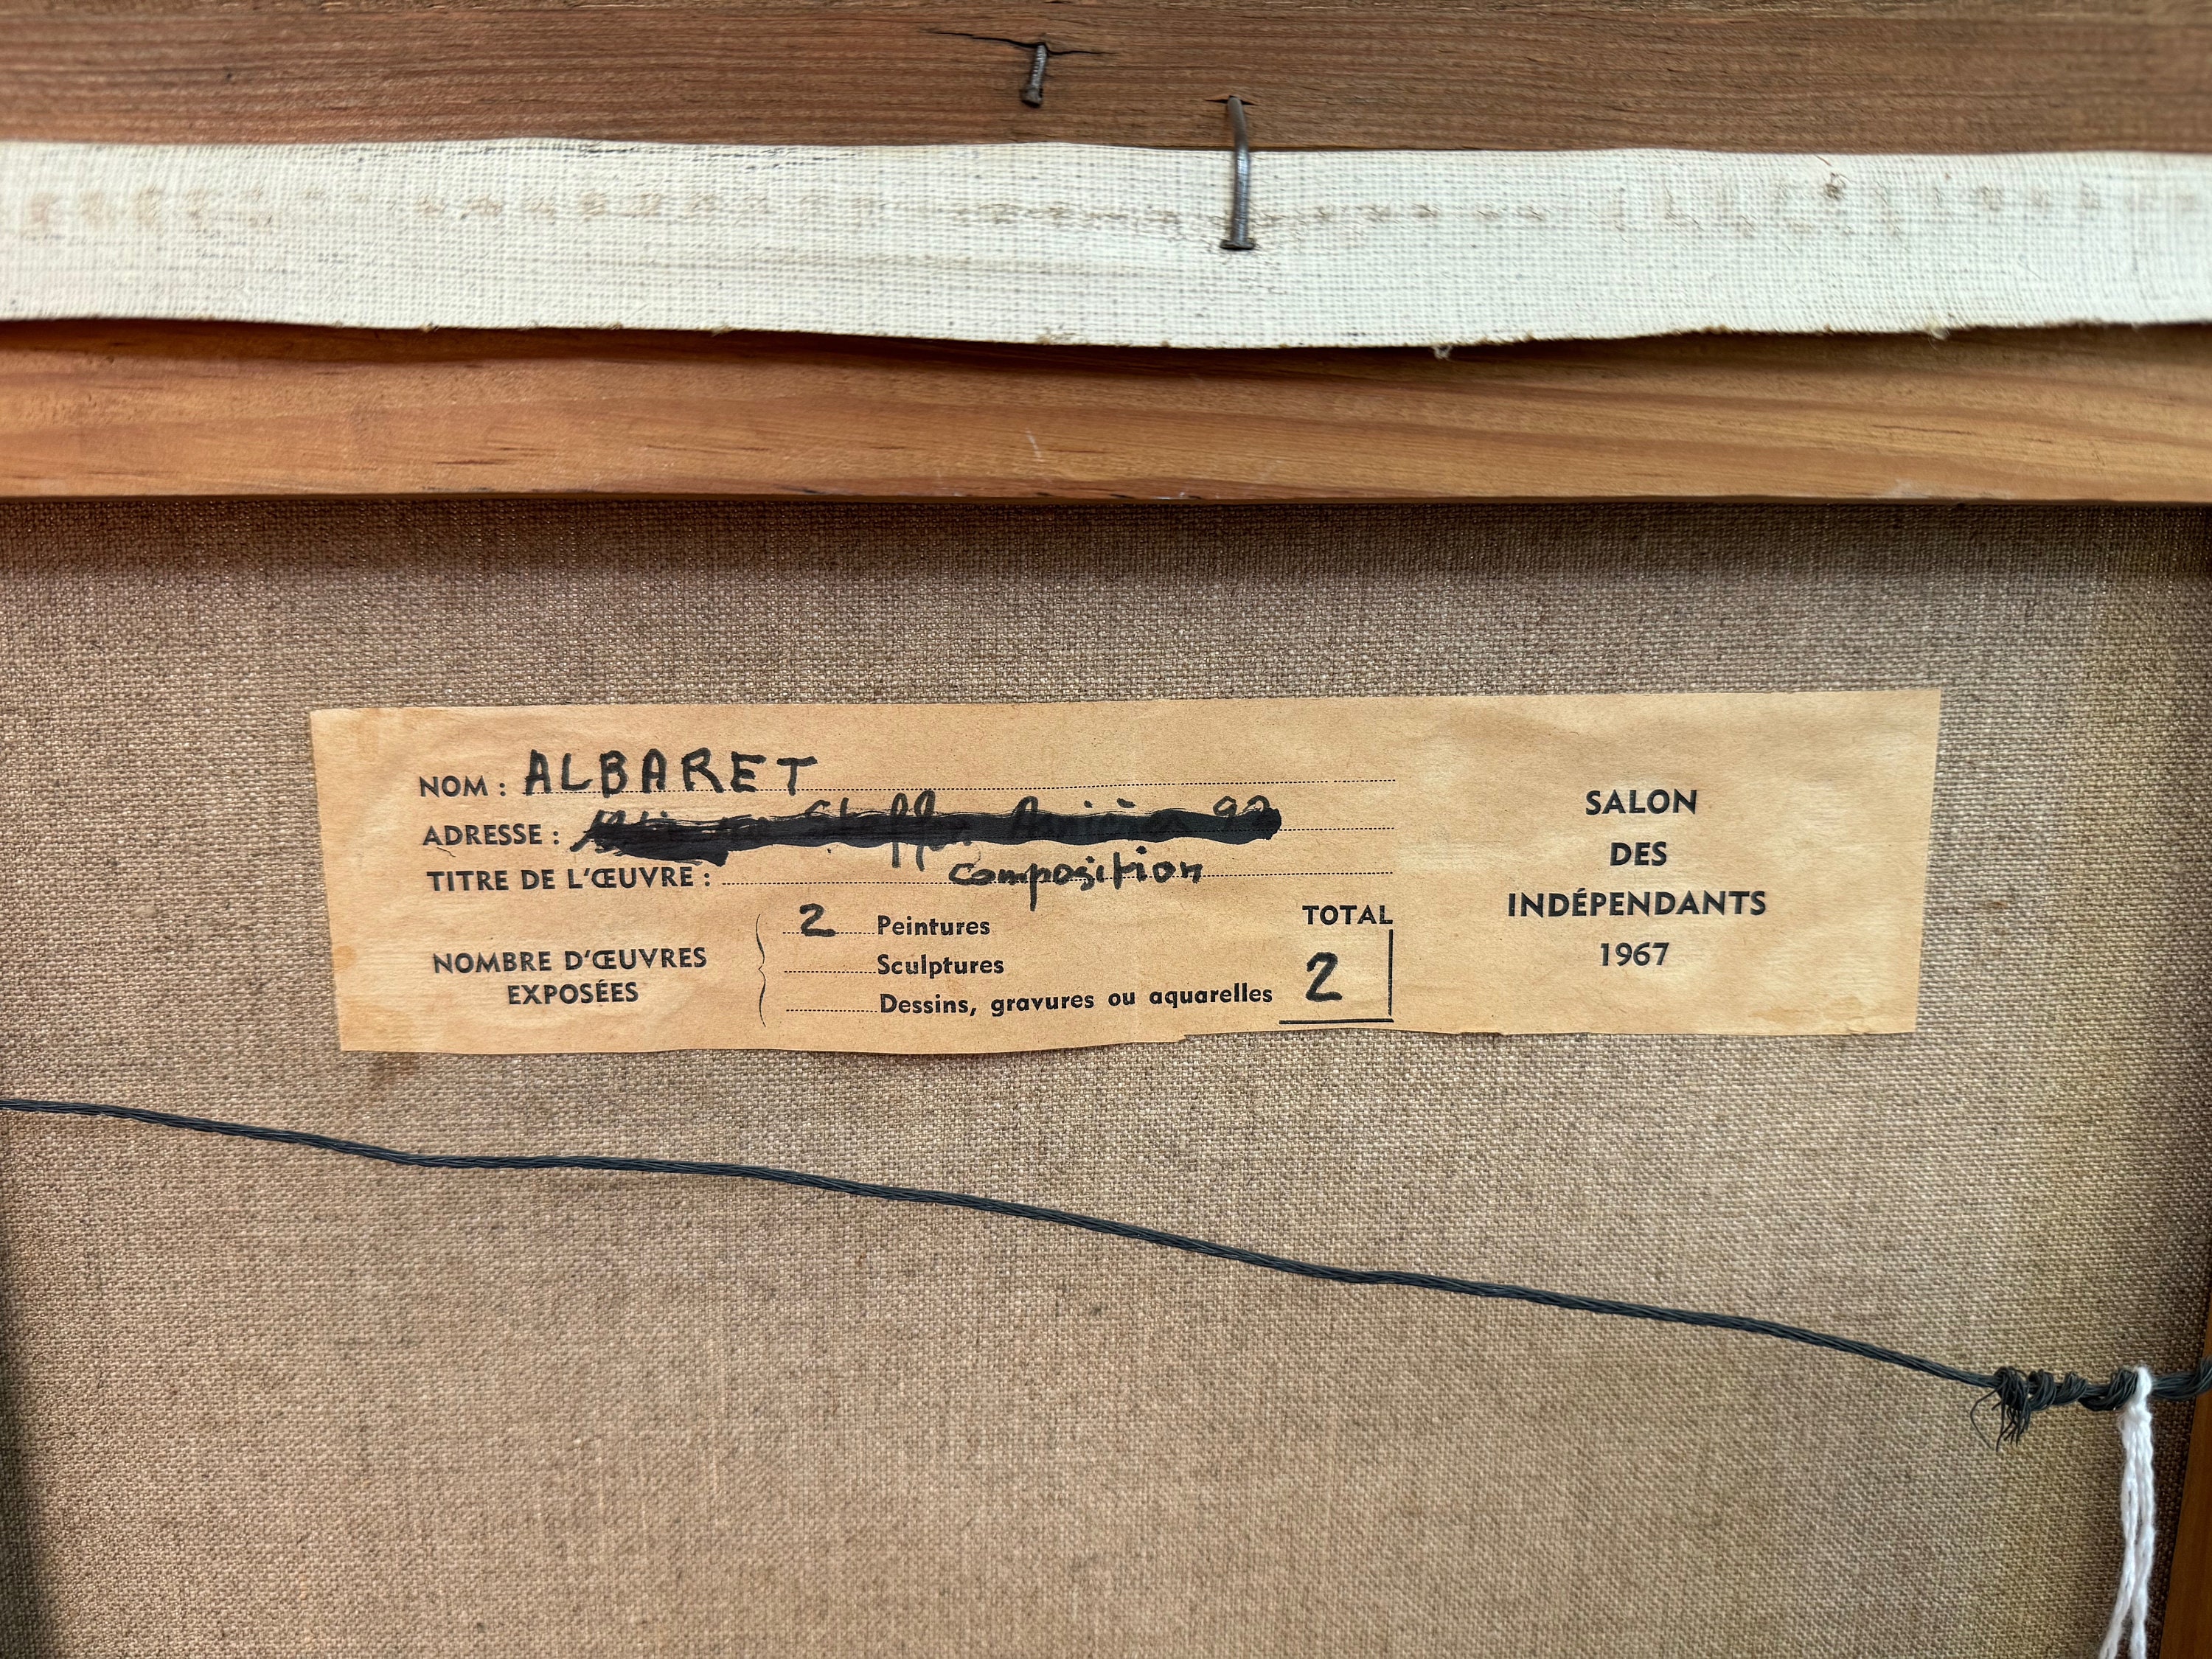 NOM : ALBARET
ADRESSE :
TITRE DE L'ŒUVRE : composition
NOMBRE D'ŒUVRES
EXPOSÉES
2 Peintures
Sculptures
Dessins, gravures ou aquarelles
TOTAL
2
SALON
DES
INDÉPENDANTS
1967